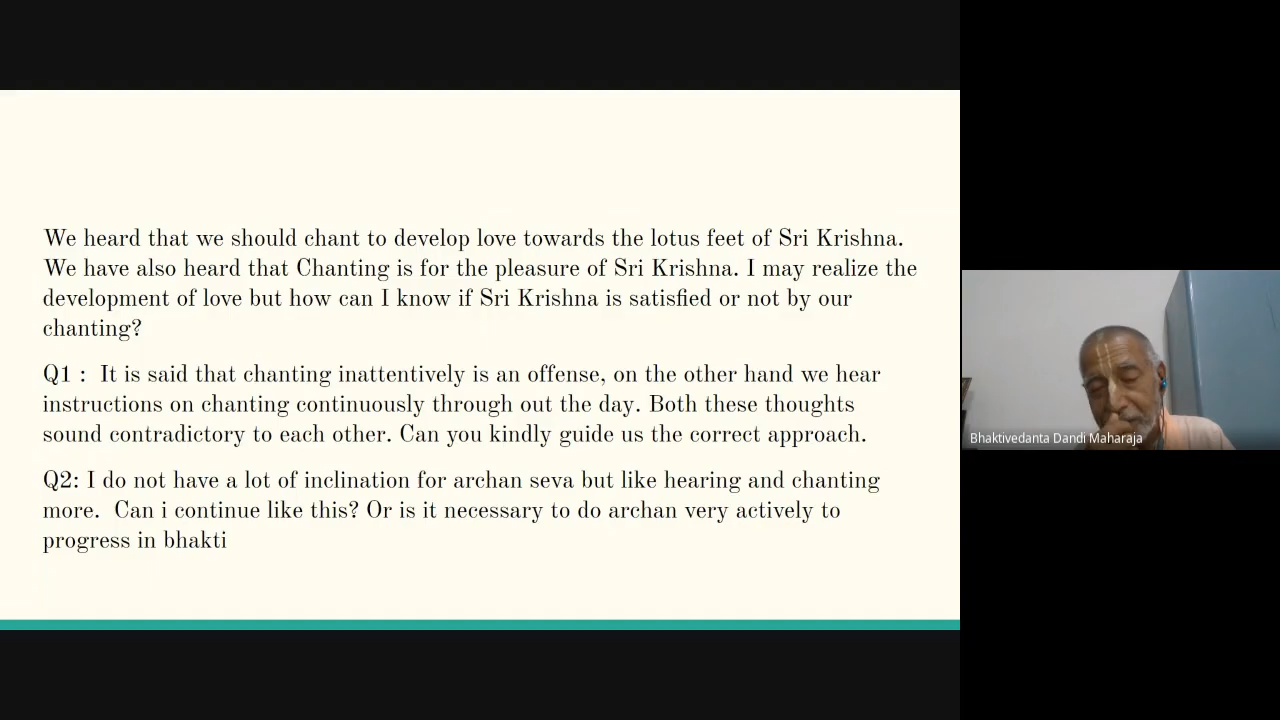 We heard that we should chant to develop love towards the lotus feet of Sri Krishna.
We have also heard that Chanting is for the pleasure of Sri Krishna. I may realize the
development of love but how can I know if Sri Krishna is satisfied or not by our
chanting?
Q1 :  It is said that chanting inattentively is an offense, on the other hand we hear
instructions on chanting continuously through out the day. Both these thoughts
sound contradictory to each other. Can you kindly guide us the correct approach.
Q2: I do not have a lot of inclination for archan seva but like hearing and chanting
more.  Can i continue like this? Or is it necessary to do archan very actively to
progress in bhakti
Bhaktivedanta Dandi Maharaja